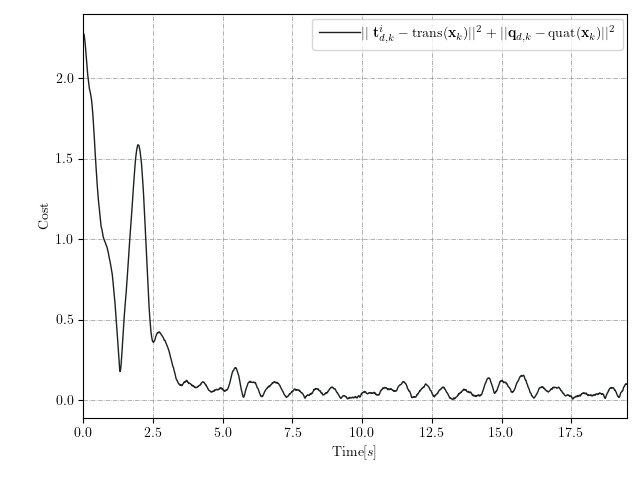 || t^i_{d,k} − trans(x_k)||^2 + ||q_{d,k} − quat(x_k)||^2
2.0
1.5
1.0
0.5
0.0
Cost
0.0 2.5 5.0 7.5 10.0 12.5 15.0 17.5
Time[s]